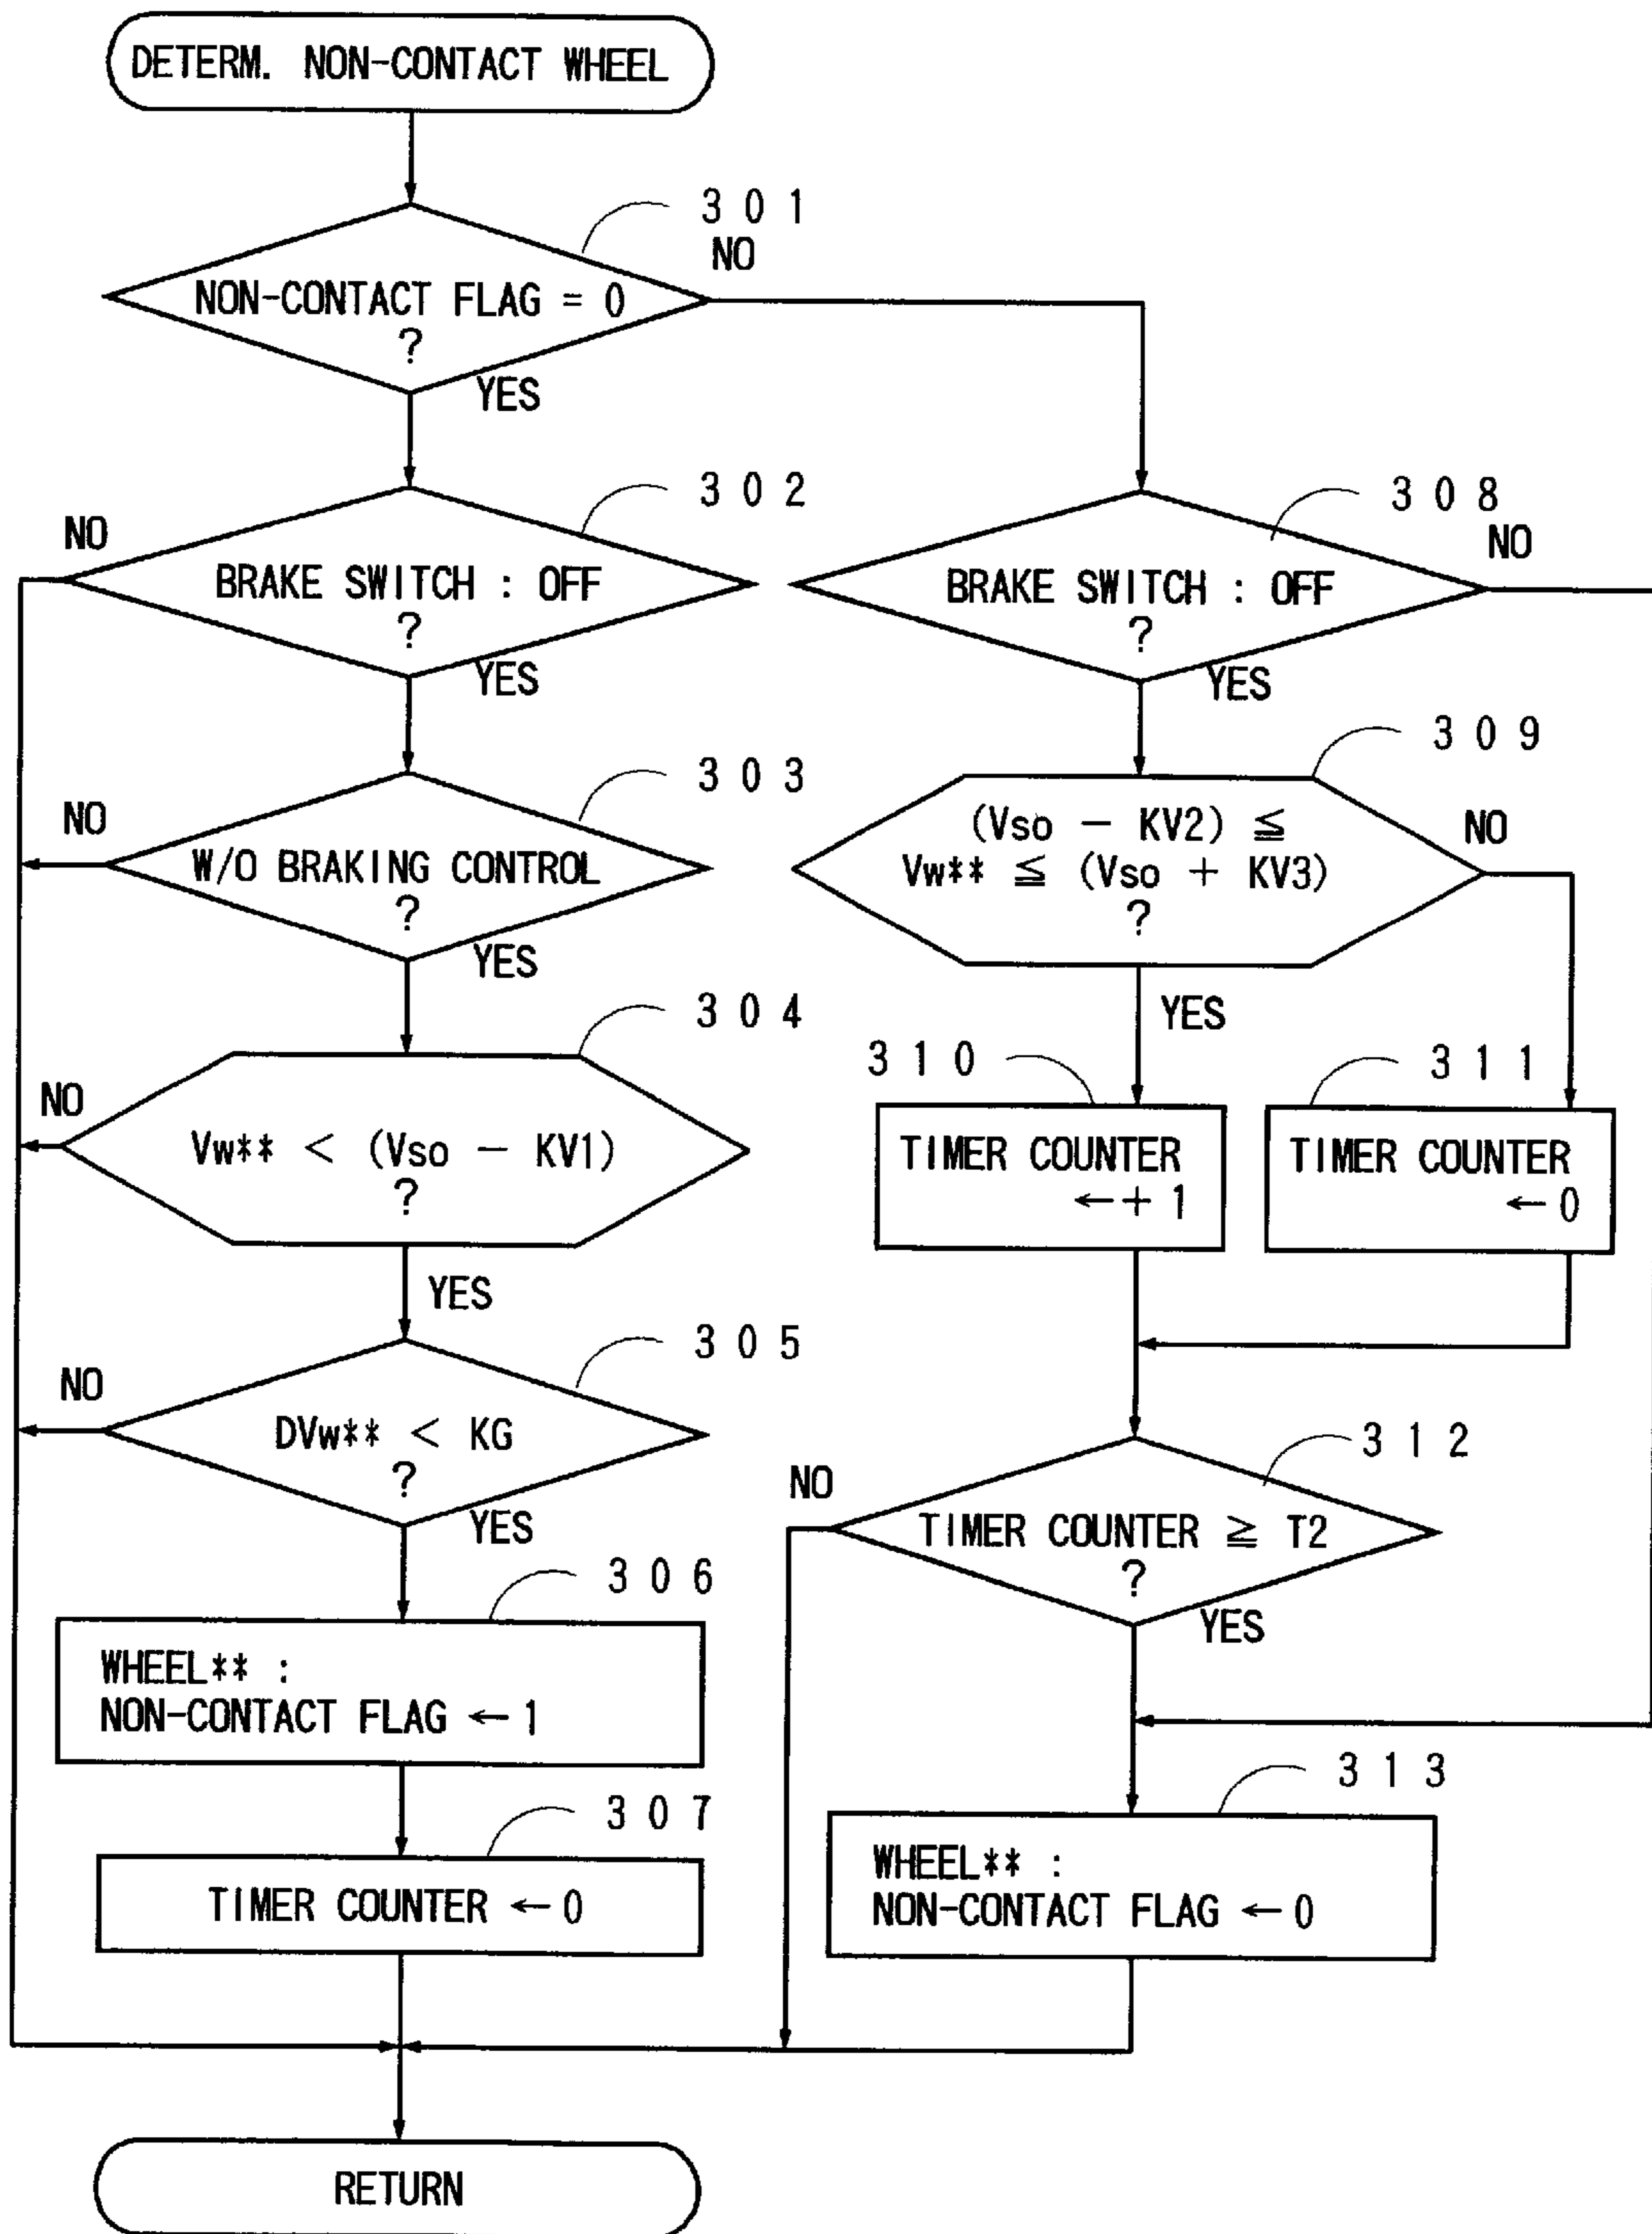 DETERM. NON-CONTACT WHEEL
301
NON-CONTACT FLAG = 0
?
NO
YES
302
BRAKE SWITCH : OFF
?
NO
YES
303
W/O BRAKING CONTROL
?
NO
YES
304
Vw** < (Vso − KV1)
?
NO
YES
305
DVw** < KG
?
NO
YES
306
WHEEL** :
NON-CONTACT FLAG ← 1
307
TIMER COUNTER ← 0
308
BRAKE SWITCH : OFF
?
NO
YES
309
(Vso − KV2) ≦
Vw** ≦ (Vso + KV3)
?
NO
YES
310
TIMER COUNTER
← + 1
311
TIMER COUNTER
← 0
312
TIMER COUNTER ≧ T2
?
NO
YES
313
WHEEL** :
NON-CONTACT FLAG ← 0
RETURN